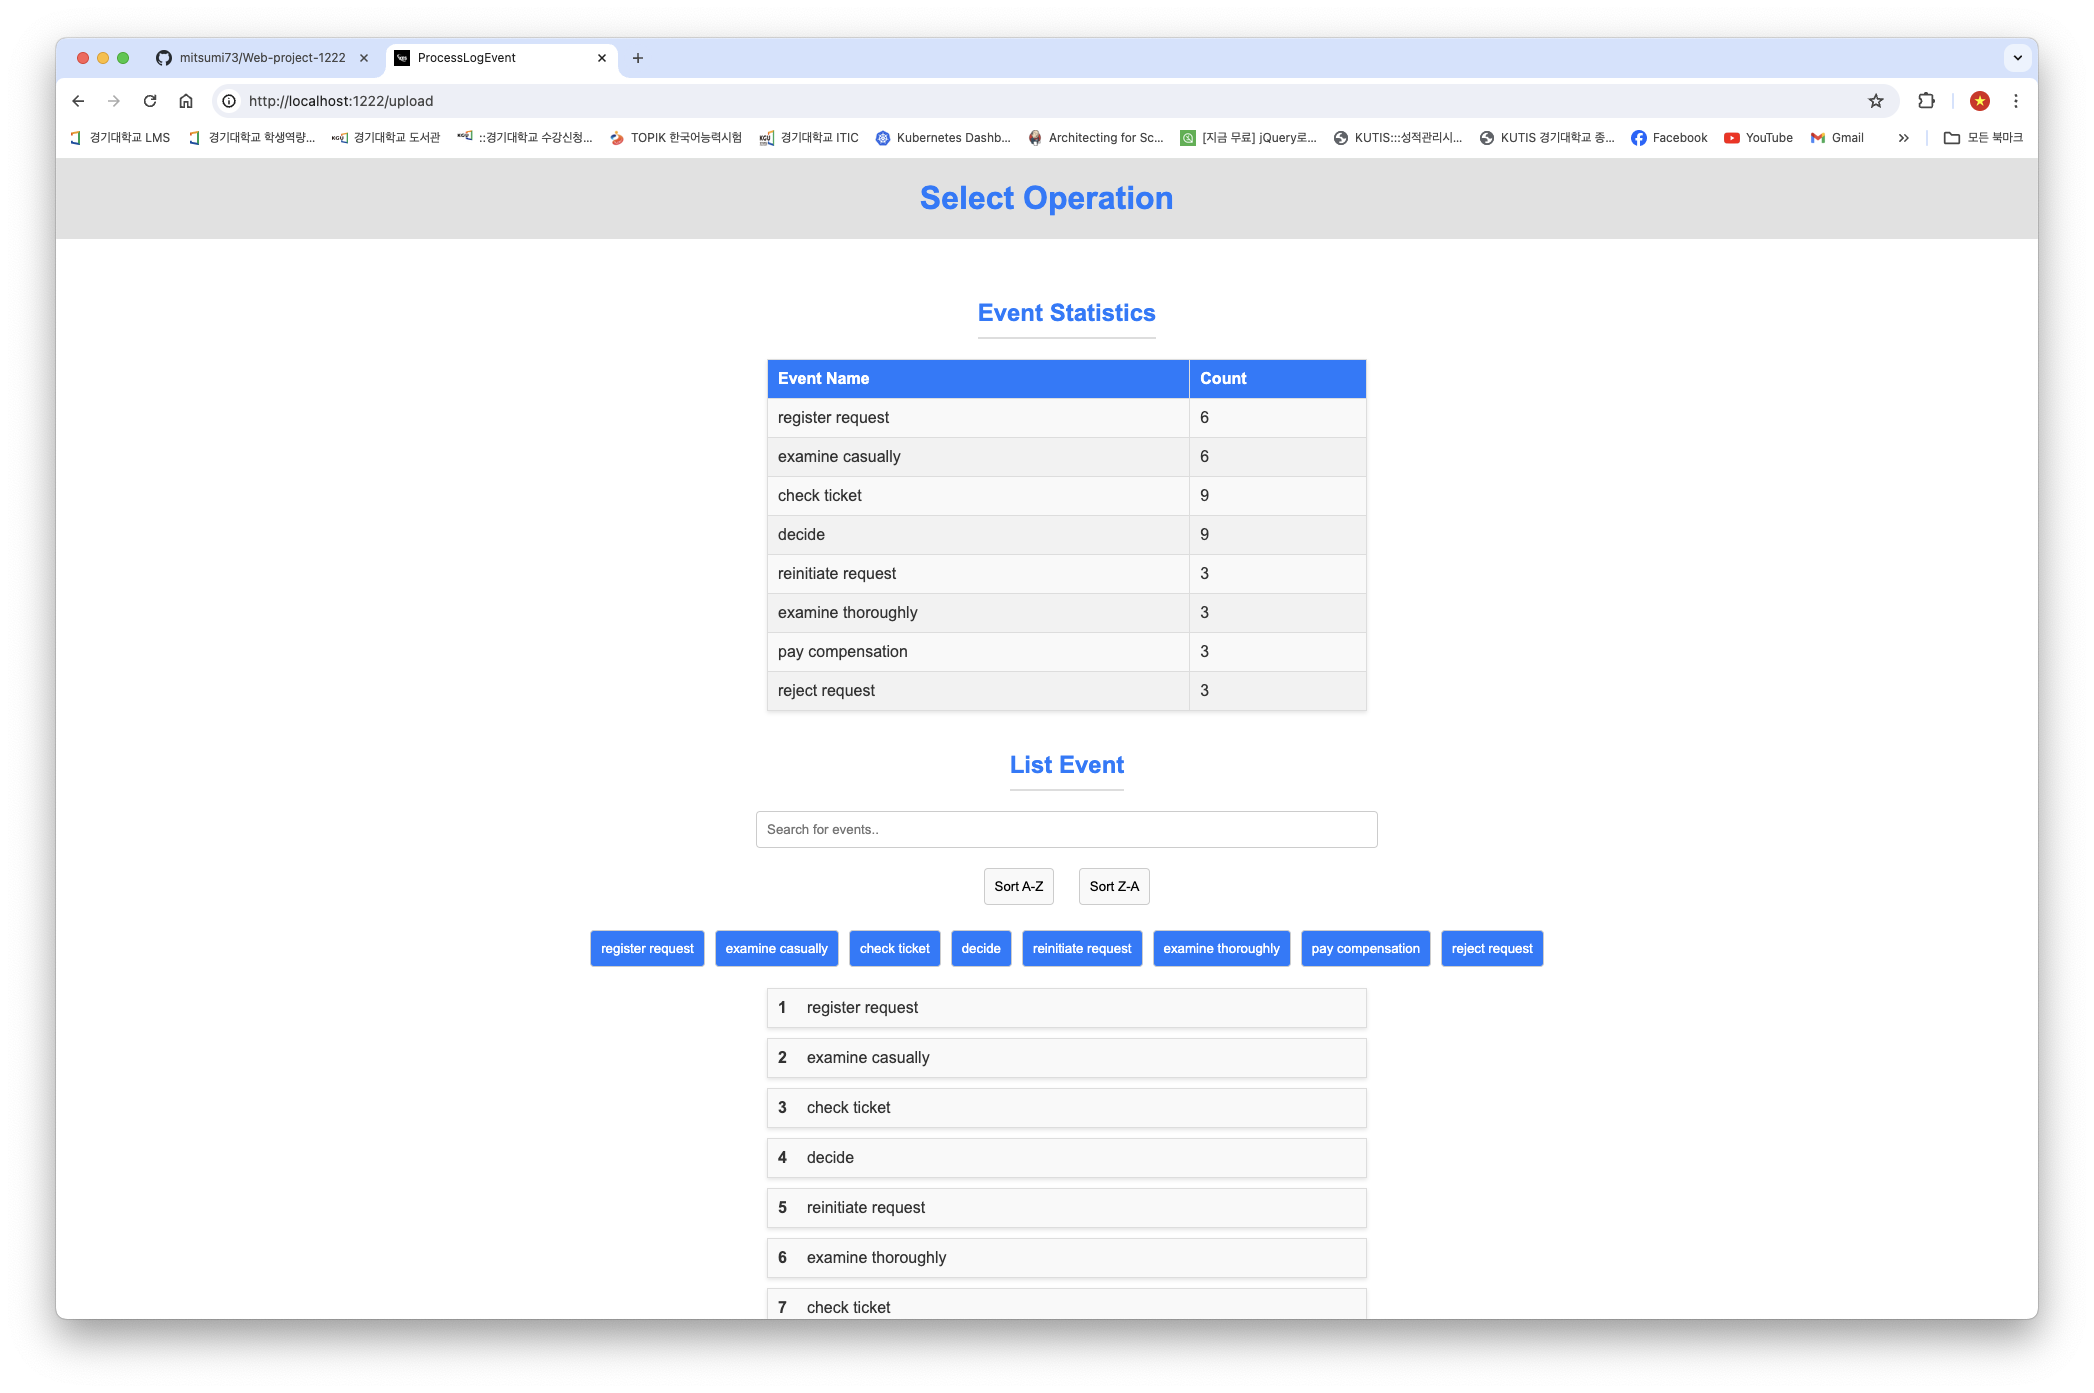 mitsumi73/Web-project-1222
ProcessLogEvent
http://localhost:1222/upload
경기대학교 LMS
경기대학교 학생역량...
경기대학교 도서관
::경기대학교 수강신청...
TOPIK 한국어능력시험
경기대학교 ITIC
Kubernetes Dashb...
Architecting for Sc...
[지금 무료] jQuery로...
KUTIS:::성적관리시...
KUTIS 경기대학교 종...
Facebook
YouTube
Gmail
모든 북마크
Select Operation
Event Statistics
Event Name Count
register request 6
examine casually 6
check ticket 9
decide 9
reinitiate request 3
examine thoroughly 3
pay compensation 3
reject request 3
List Event
Search for events..
Sort A-Z Sort Z-A
register request examine casually check ticket decide reinitiate request examine thoroughly pay compensation reject request
1 register request
2 examine casually
3 check ticket
4 decide
5 reinitiate request
6 examine thoroughly
7 check ticket